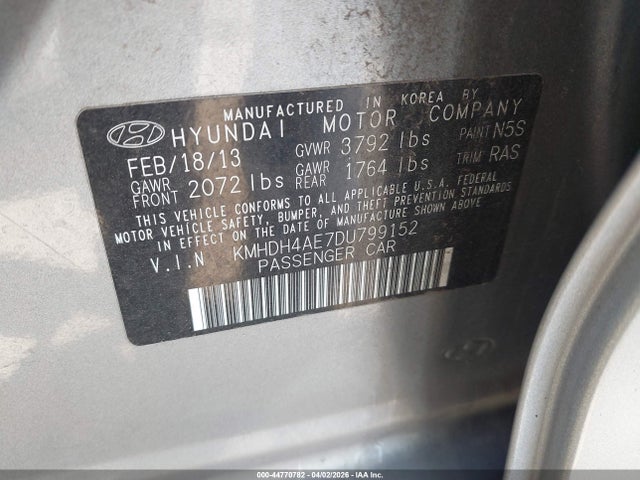 MANUFACTURED IN KOREA BY
HYUNDAI MOTOR COMPANY
FEB/18/13 GVWR 3792 lbs PAINT N5S
GAWR FRONT 2072 lbs GAWR REAR 1764 lbs TRIM RAS
THIS VEHICLE CONFORMS TO ALL APPLICABLE U.S.A. FEDERAL
MOTOR VEHICLE SAFETY, BUMPER, AND THEFT PREVENTION STANDARDS
IN EFFECT ON THE DATE OF MANUFACTURE SHOWN ABOVE
V.I.N KMHDH4AE7DU799152
PASSENGER CAR
000-44770782 - 04/02/2026 - IAA Inc.